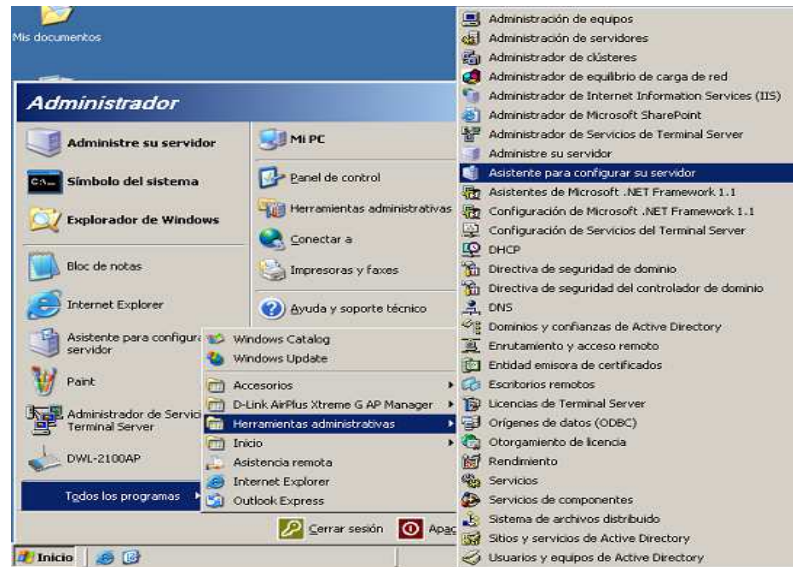 Mis documentos
Administrador
Administre su servidor
Símbolo del sistema
Explorador de Windows
Bloc de notas
Internet Explorer
Asistente para configura
servidor
Paint
Administrador de Servici
Terminal Server
DWL-2100AP
Todos los programas
Mi PC
Panel de control
Herramientas administrativas
Conectar a
Impresoras y faxes
Ayuda y soporte técnico
Windows Catalog
Windows Update
Accesorios
D-Link AirPlus Xtreme G AP Manager
Herramientas administrativas
Inicio
Asistencia remota
Internet Explorer
Outlook Express
Cerrar sesión
Apag
Inicio
Administración de equipos
Administración de servidores
Administrador de clústeres
Administrador de equilibrio de carga de red
Administrador de Internet Information Services (IIS)
Administrador de Microsoft SharePoint
Administrador de Servicios de Terminal Server
Administre su servidor
Asistente para configurar su servidor
Asistentes de Microsoft .NET Framework 1.1
Configuración de Microsoft .NET Framework 1.1
Configuración de Servicios del Terminal Server
DHCP
Directiva de seguridad de dominio
Directiva de seguridad del controlador de dominio
DNS
Dominios y confianzas de Active Directory
Enrutamiento y acceso remoto
Entidad emisora de certificados
Escritorios remotos
Licencias de Terminal Server
Orígenes de datos (ODBC)
Otorgamiento de licencia
Rendimiento
Servicios
Servicios de componentes
Sistema de archivos distribuido
Sitios y servicios de Active Directory
Usuarios y equipos de Active Directory